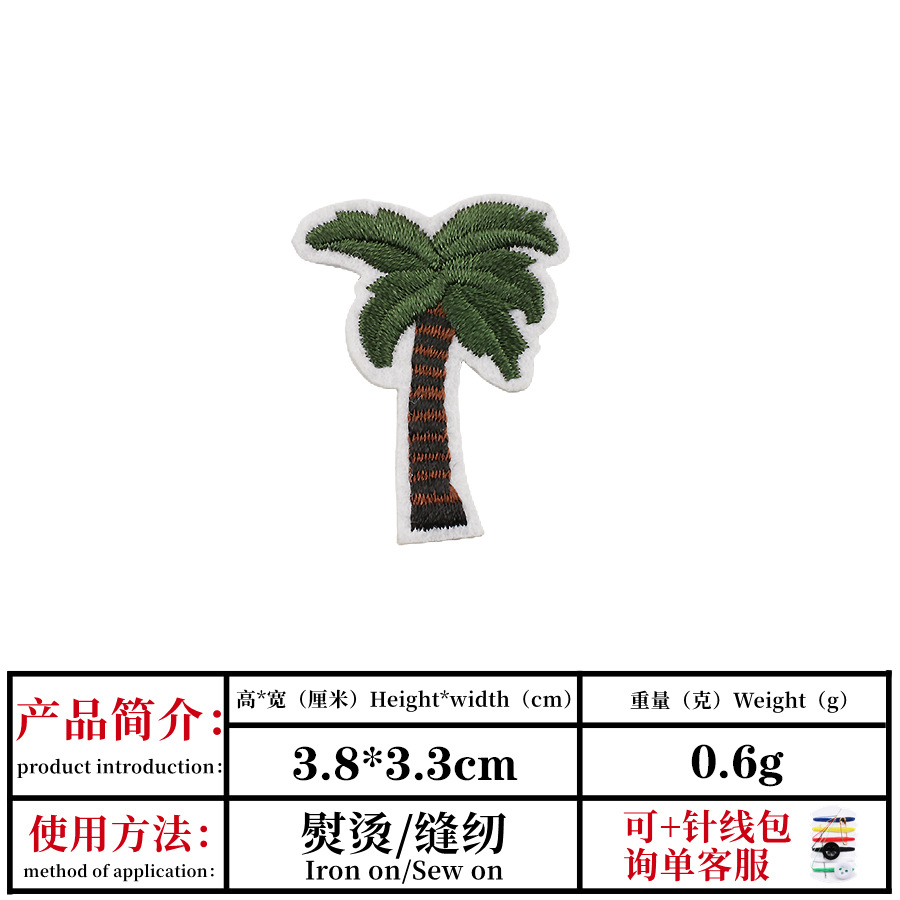 产品简介：
product introduction：
高*宽（厘米）Height*width（cm）
重量（克）Weight（g）
3.8*3.3cm
0.6g
使用方法：
method of application：
熨烫/缝纫
Iron on/Sew on
可+针线包
询单客服